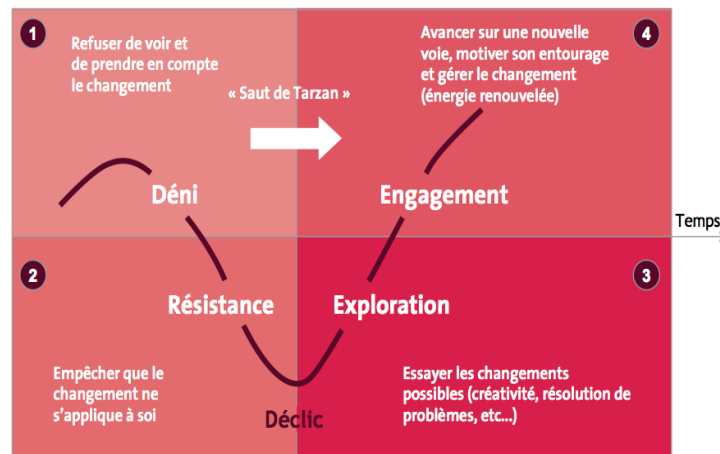 1
Refuser de voir et
de prendre en compte
le changement
« Saut de Tarzan »
4
Avancer sur une nouvelle
voie, motiver son entourage
et gérer le changement
(énergie renouvelée)
Déni
Engagement
Temps
2
Résistance
Empêcher que le
changement ne
s’applique à soi
Déclic
3
Exploration
Essayer les changements
possibles (créativité, résolution de
problèmes, etc...)